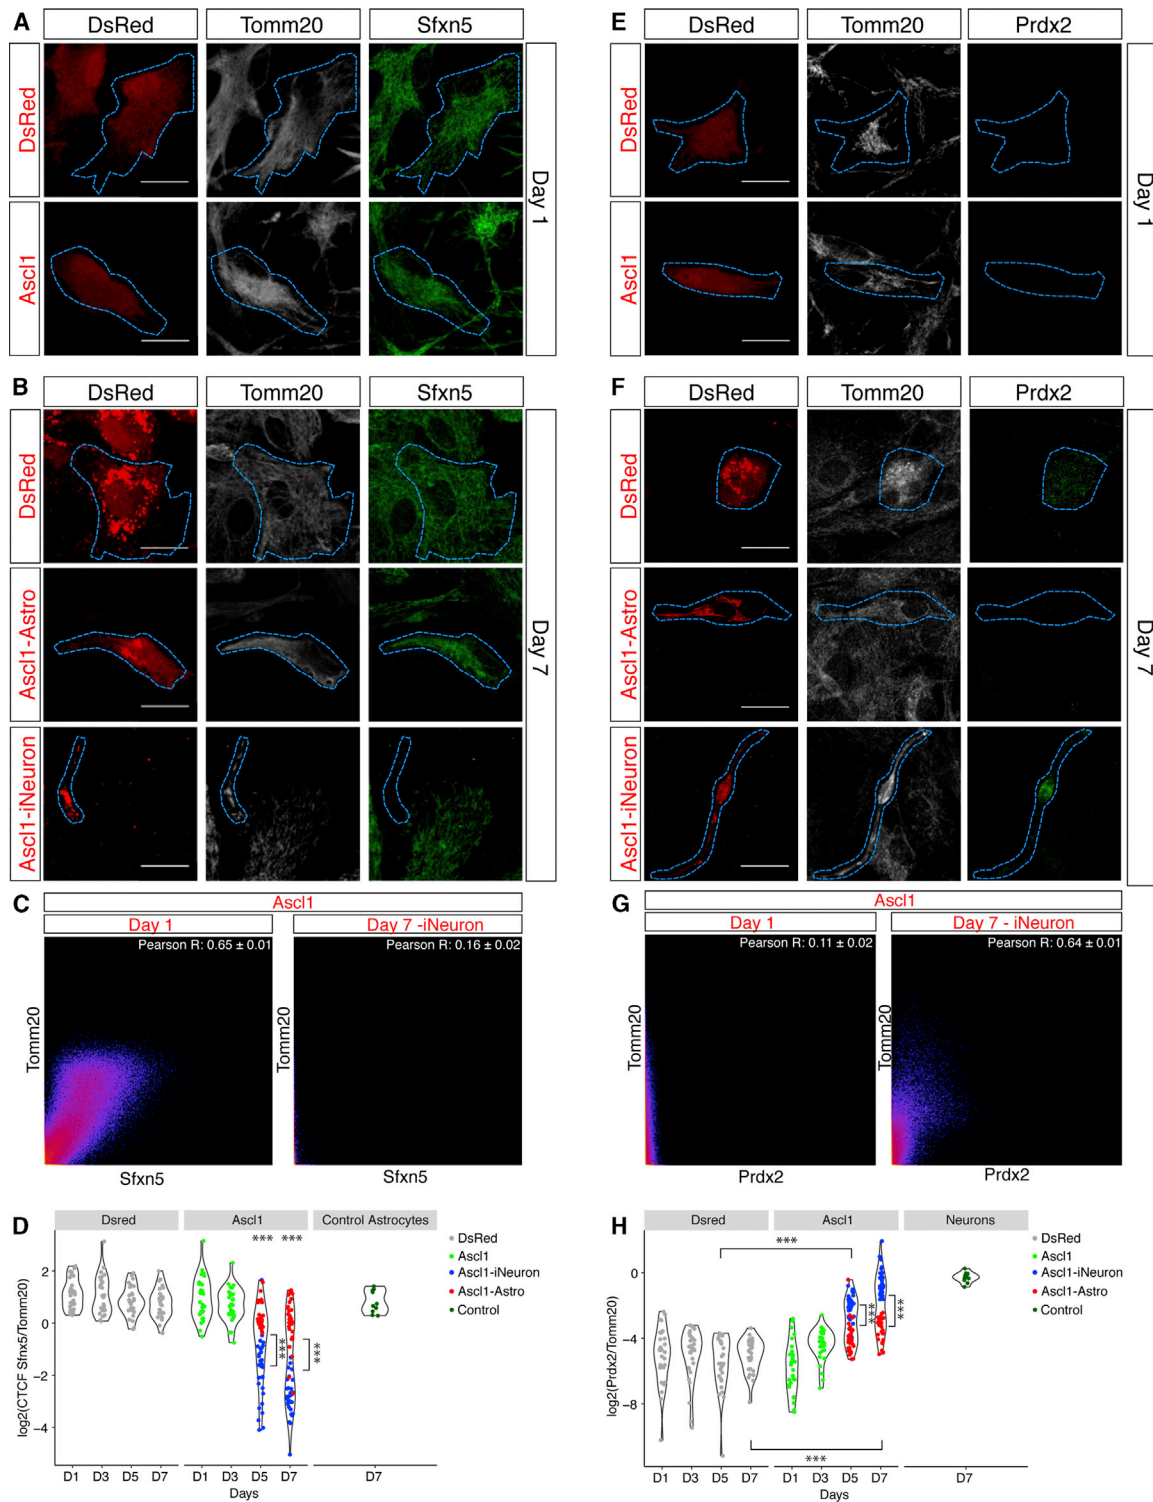 A
DsRed
Tomm20
Sfxn5
DsRed
Ascl1
Day 1
B
DsRed
Tomm20
Sfxn5
DsRed
Ascl1-Astro
Ascl1-iNeuron
Day 7
C
Ascl1
Day 1
Day 7 -iNeuron
Pearson R: 0.65 ± 0.01
Pearson R: 0.16 ± 0.02
Tomm20
Tomm20
Sfxn5
Sfxn5
D
Dsred
Ascl1
Control Astrocytes
*** ***
***
***
log2(CTCF Sfnx5/Tomm20)
2
0
−2
−4
D1 D3 D5 D7
D1 D3 D5 D7
D7
Days
DsRed
Ascl1
Ascl1-iNeuron
Ascl1-Astro
Control
E
DsRed
Tomm20
Prdx2
DsRed
Ascl1
Day 1
F
DsRed
Tomm20
Prdx2
DsRed
Ascl1-Astro
Ascl1-iNeuron
Day 7
G
Ascl1
Day 1
Day 7 - iNeuron
Pearson R: 0.11 ± 0.02
Pearson R: 0.64 ± 0.01
Tomm20
Tomm20
Prdx2
Prdx2
H
Dsred
Ascl1
Neurons
***
***
***
***
log2(Prdx2/Tomm20)
0
−4
−8
D1 D3 D5 D7
D1 D3 D5 D7
D7
Days
DsRed
Ascl1
Ascl1-iNeuron
Ascl1-Astro
Control